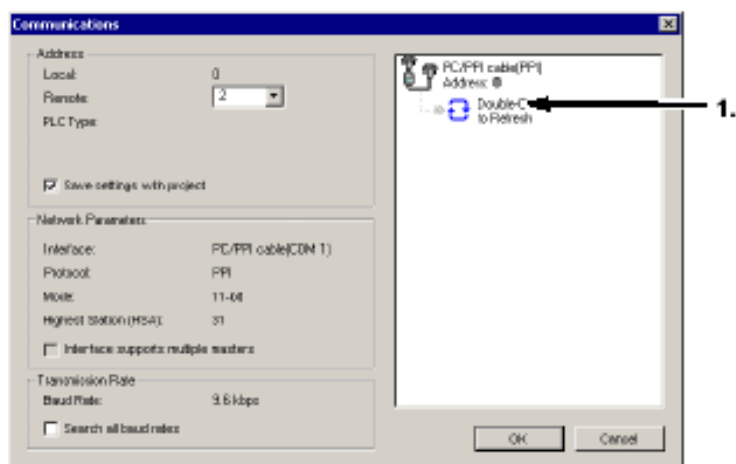 Communications
Address
Local: 0
Remote: 2
PLC Type:
Save settings with project
Network Parameters
Interface: PC/PPI cable(COM 1)
Protocol: PPI
Mode: 11-bit
Highest Station (HSA): 31
Interface supports multiple masters
Transmission Rate
Baud Rate: 9.6 kbps
Search all baud rates
PC/PPI cable(PPI)
Address: 0
Double-C
to Refresh
1.
OK Cancel